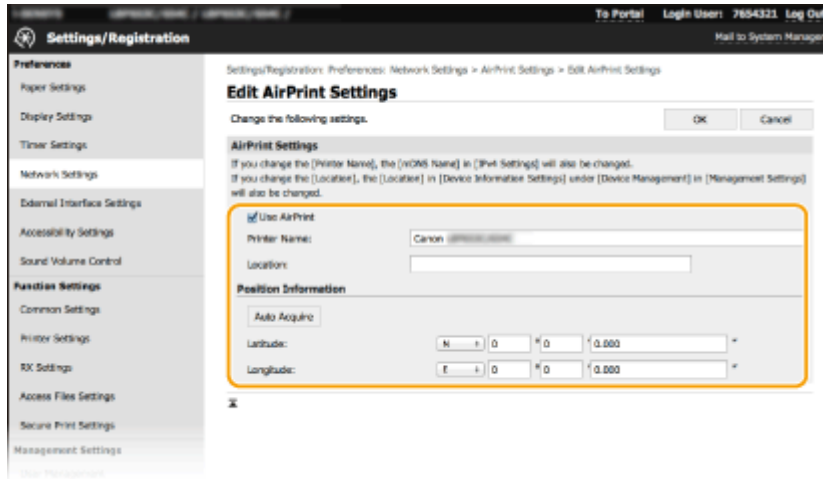 To Portal Login User: 7654321 Log Ou
Settings/Registration
Mail to System Manager
Preferences
Paper Settings
Display Settings
Timer Settings
Network Settings
External Interface Settings
Accessibility Settings
Sound Volume Control
Function Settings
Common Settings
Printer Settings
RX Settings
Access Files Settings
Secure Print Settings
Management Settings
User Management
Settings/Registration: Preferences: Network Settings > AirPrint Settings > Edit AirPrint Settings
Edit AirPrint Settings
Change the following settings.
OK
Cancel
AirPrint Settings
If you change the [Printer Name], the [mDNS Name] in [IPv4 Settings] will also be changed.
If you change the [Location], the [Location] in [Device Information Settings] under [Device Management] in [Management Settings]
will also be changed.
Use AirPrint
Printer Name: Canon
Location:
Position Information
Auto Acquire
Latitude: N 0 ° 0 ' 0.000 "
Longitude: E 0 ° 0 ' 0.000 "